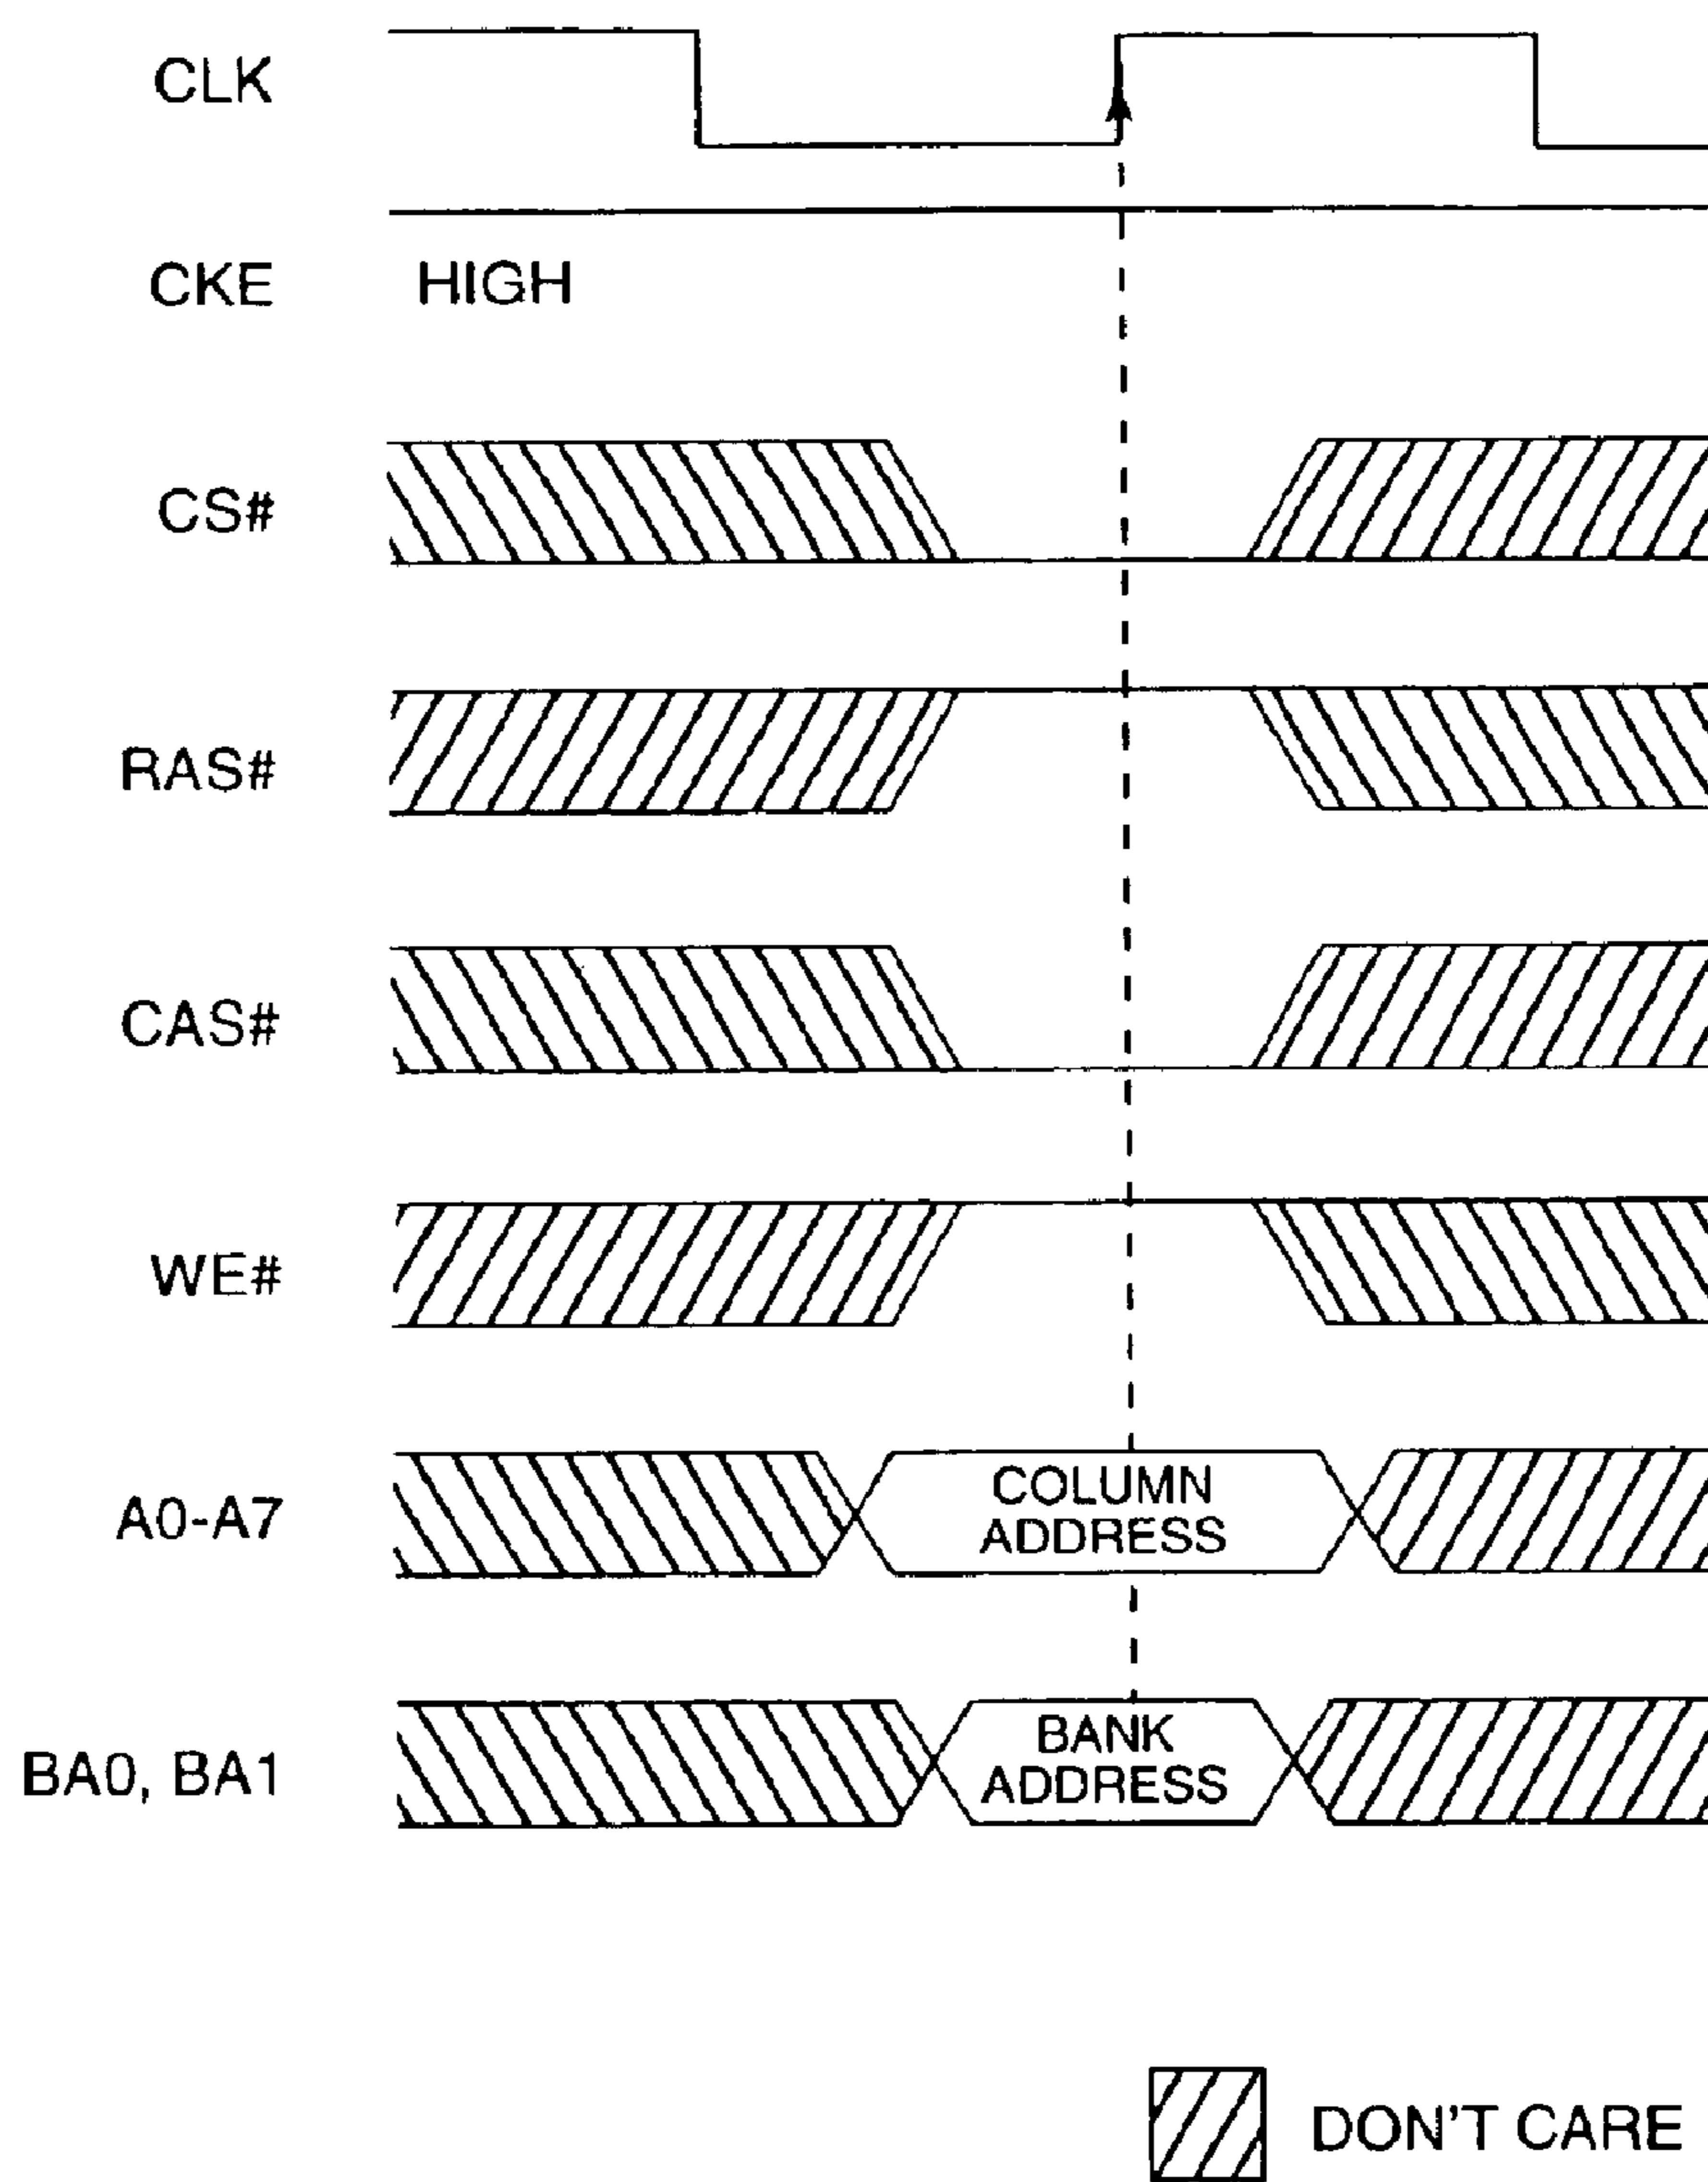 CLK
CKE HIGH
CS#
RAS#
CAS#
WE#
A0-A7
COLUMN
ADDRESS
BA0, BA1
BANK
ADDRESS
DON'T CARE